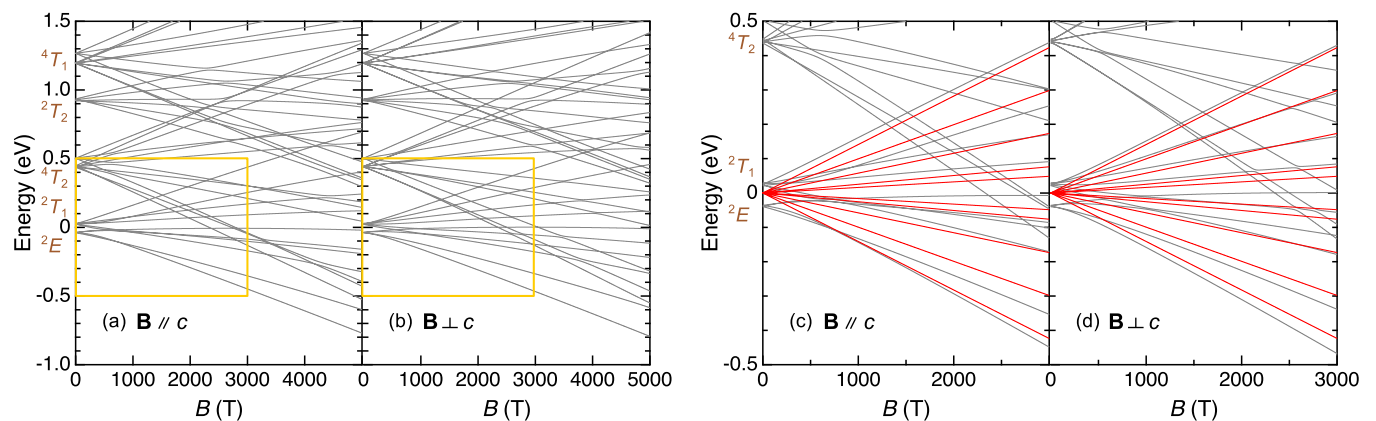 1.5
1.0
0.5
0
-0.5
-1.0
Energy (eV)
⁴T₁
²T₂
⁴T₂
²T₁
²E
(a) B // c
(b) B ⊥ c
0 1000 2000 3000 4000
1000 2000 3000 4000 5000
B (T)
B (T)
0.5
0
-0.5
Energy (eV)
⁴T₂
²T₁
²E
(c) B // c
(d) B ⊥ c
0 1000 2000
0 1000 2000 3000
B (T)
B (T)